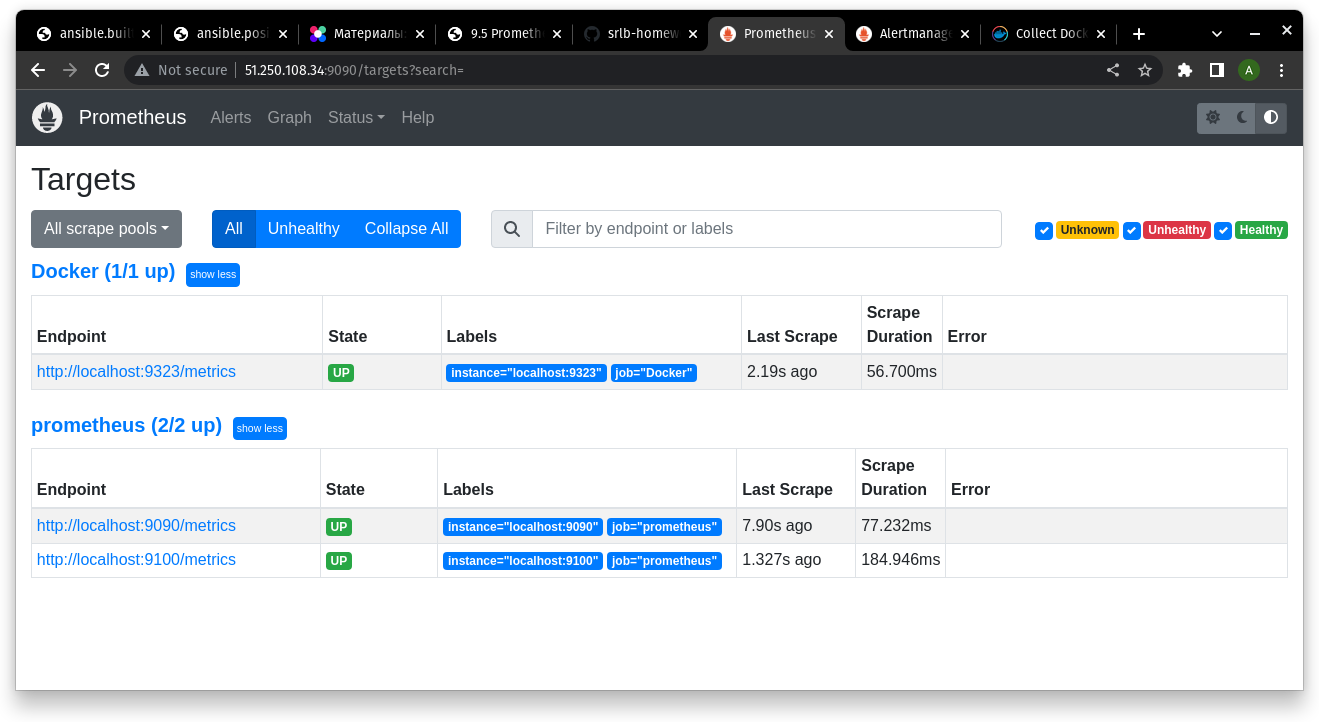 ansible.buil ansible.posi Материалы 9.5 Prometh srlb-homew Prometheus Alertmanage Collect Dock
Not secure 51.250.108.34:9090/targets?search= A
Prometheus Alerts Graph Status Help
Targets
All scrape pools All Unhealthy Collapse All Filter by endpoint or labels Unknown Unhealthy Healthy
Docker (1/1 up) show less
Endpoint State Labels Last Scrape Scrape Duration Error
http://localhost:9323/metrics UP instance="localhost:9323" job="Docker" 2.19s ago 56.700ms
prometheus (2/2 up) show less
Endpoint State Labels Last Scrape Scrape Duration Error
http://localhost:9090/metrics UP instance="localhost:9090" job="prometheus" 7.90s ago 77.232ms
http://localhost:9100/metrics UP instance="localhost:9100" job="prometheus" 1.327s ago 184.946ms